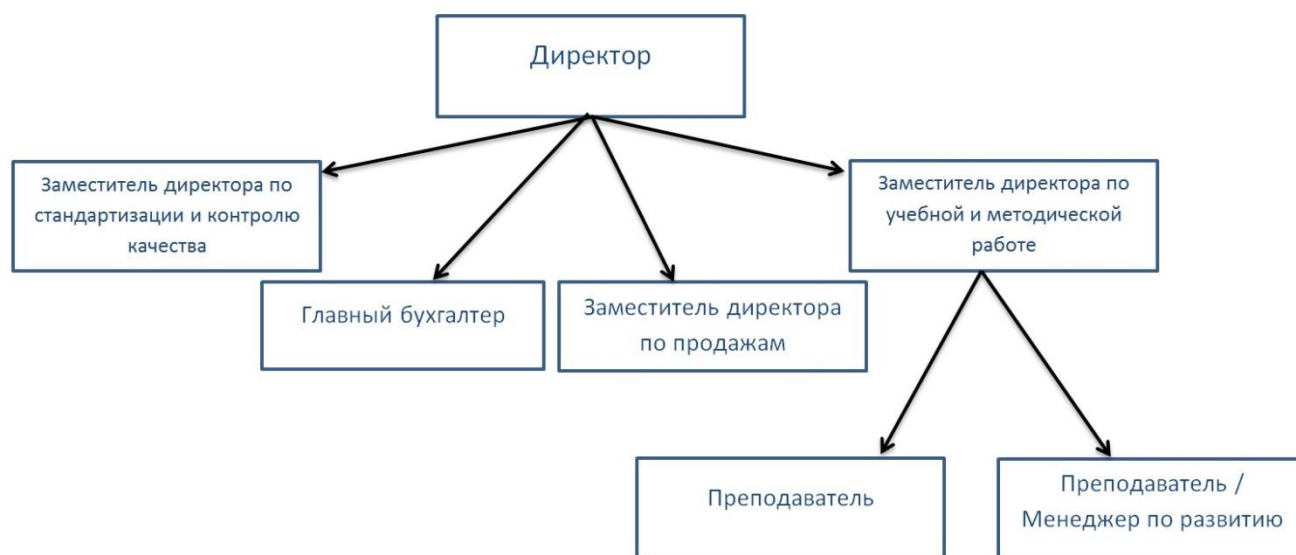 Директор
Заместитель директора по
стандартизации и контролю
качества
Заместитель директора по
учебной и методической
работе
Главный бухгалтер
Заместитель директора
по продажам
Преподаватель
Преподаватель /
Менеджер по развитию